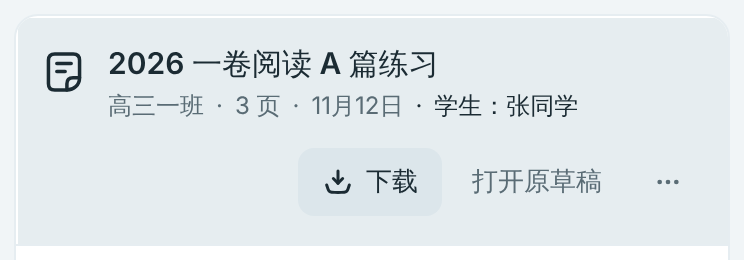 2026 一卷阅读 A 篇练习
高三一班 · 3 页 · 11月12日 · 学生：张同学
下载 打开原草稿 ···